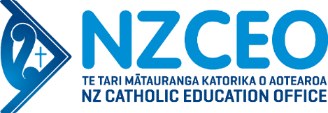 NZCEO
TE TARI MĀTAURANGA KATORIKA O AOTEAROA
NZ CATHOLIC EDUCATION OFFICE